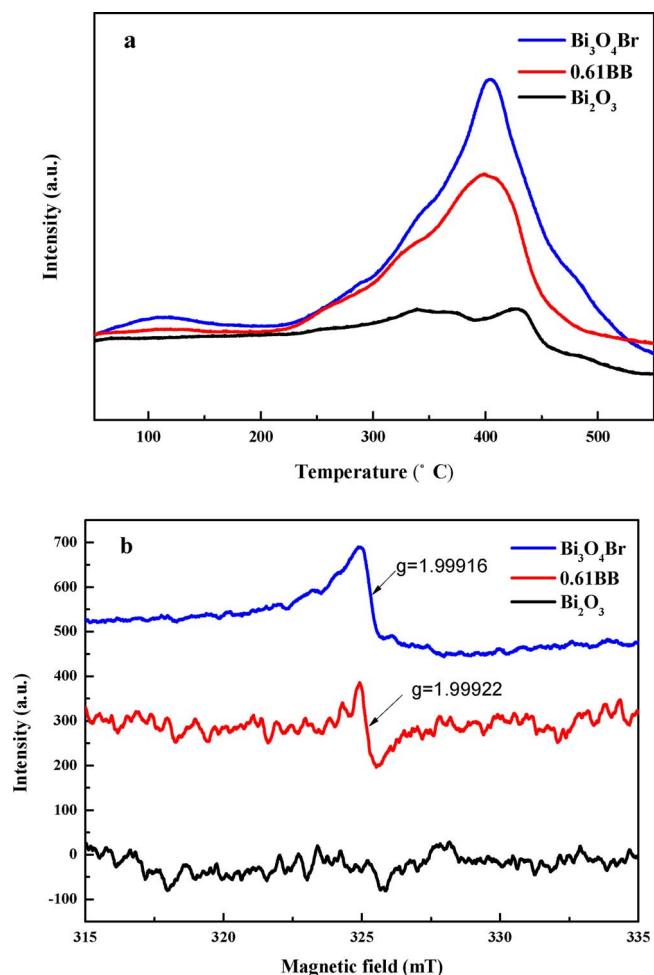 a
Bi₃O₄Br
0.61BB
Bi₂O₃
Intensity (a.u.)
100 200 300 400 500
Temperature (° C)
b
Bi₃O₄Br
0.61BB
Bi₂O₃
g=1.99916
g=1.99922
Intensity (a.u.)
700
600
500
400
300
200
100
0
-100
315 320 325 330 335
Magnetic field (mT)